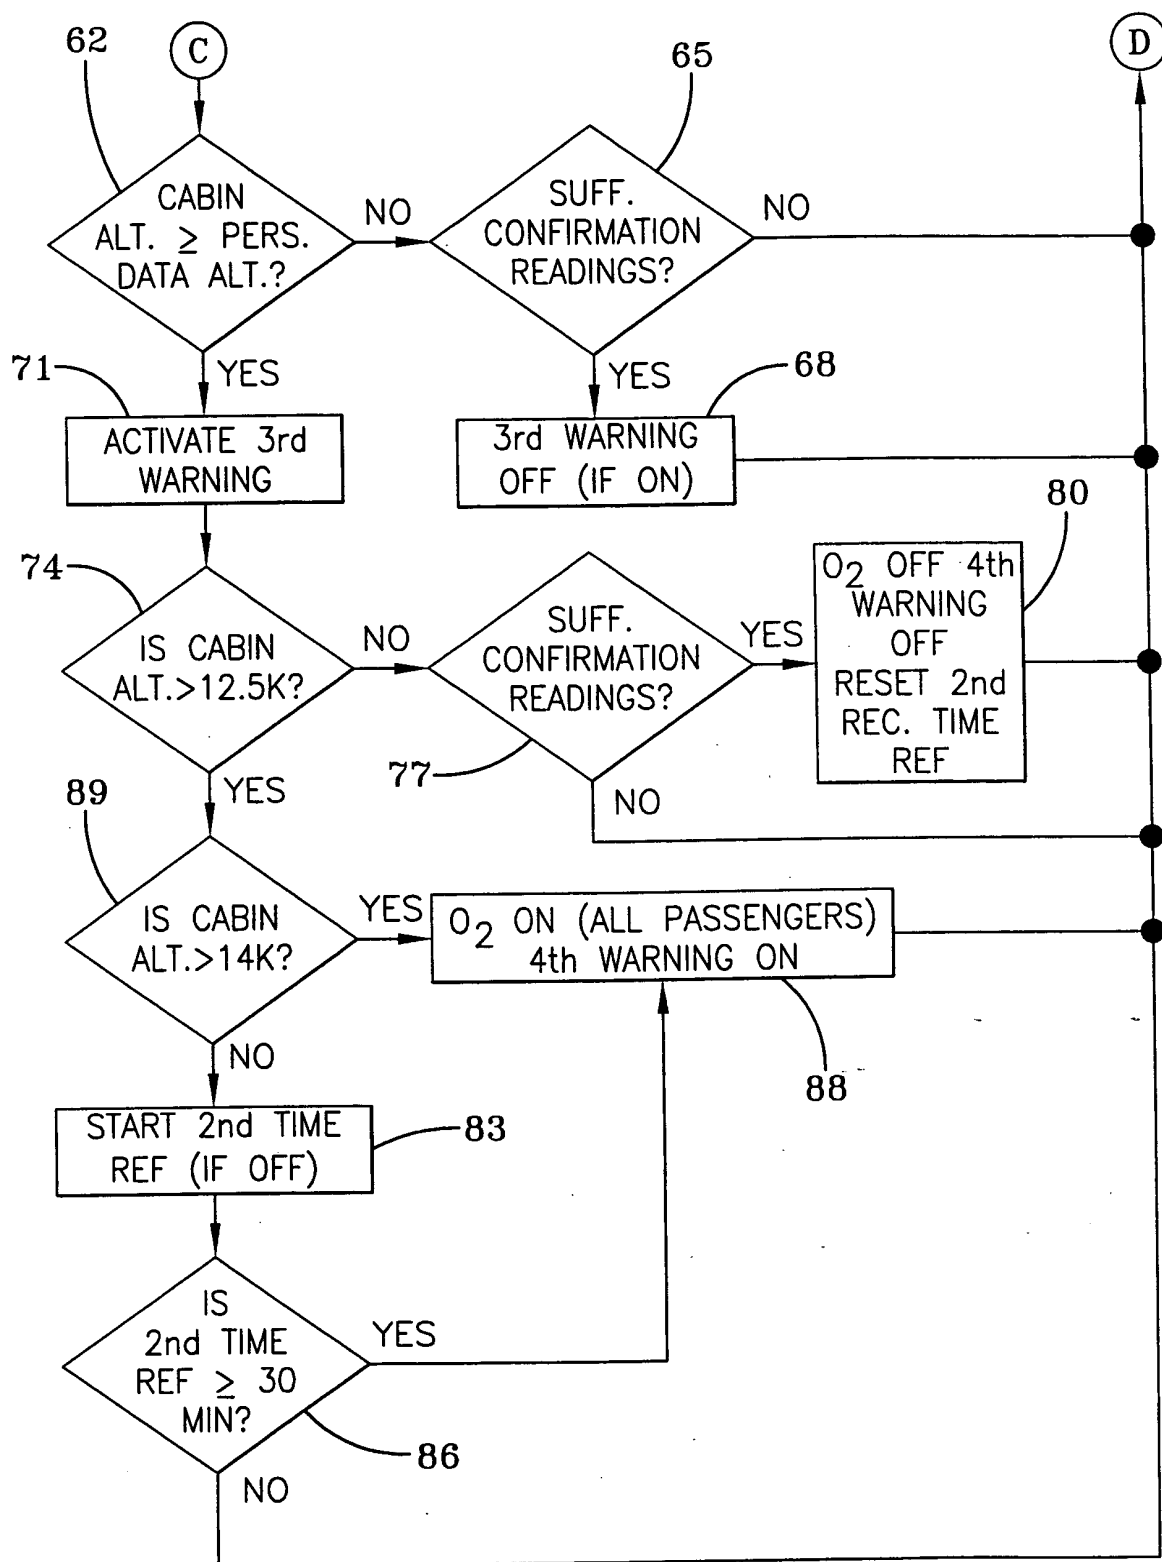 62
C
65
D
CABIN
ALT. ≥ PERS.
DATA ALT.?
NO
SUFF.
CONFIRMATION
READINGS?
NO
71
YES
YES
68
ACTIVATE 3rd
WARNING
3rd WARNING
OFF (IF ON)
80
74
IS CABIN
ALT.>12.5K?
NO
SUFF.
CONFIRMATION
READINGS?
YES
O2 OFF 4th
WARNING
OFF
RESET 2nd
REC. TIME
REF
77
NO
89
YES
IS CABIN
ALT.>14K?
YES
O2 ON (ALL PASSENGERS)
4th WARNING ON
88
NO
START 2nd TIME
REF (IF OFF)
83
IS
2nd TIME
REF ≥ 30
MIN?
YES
86
NO